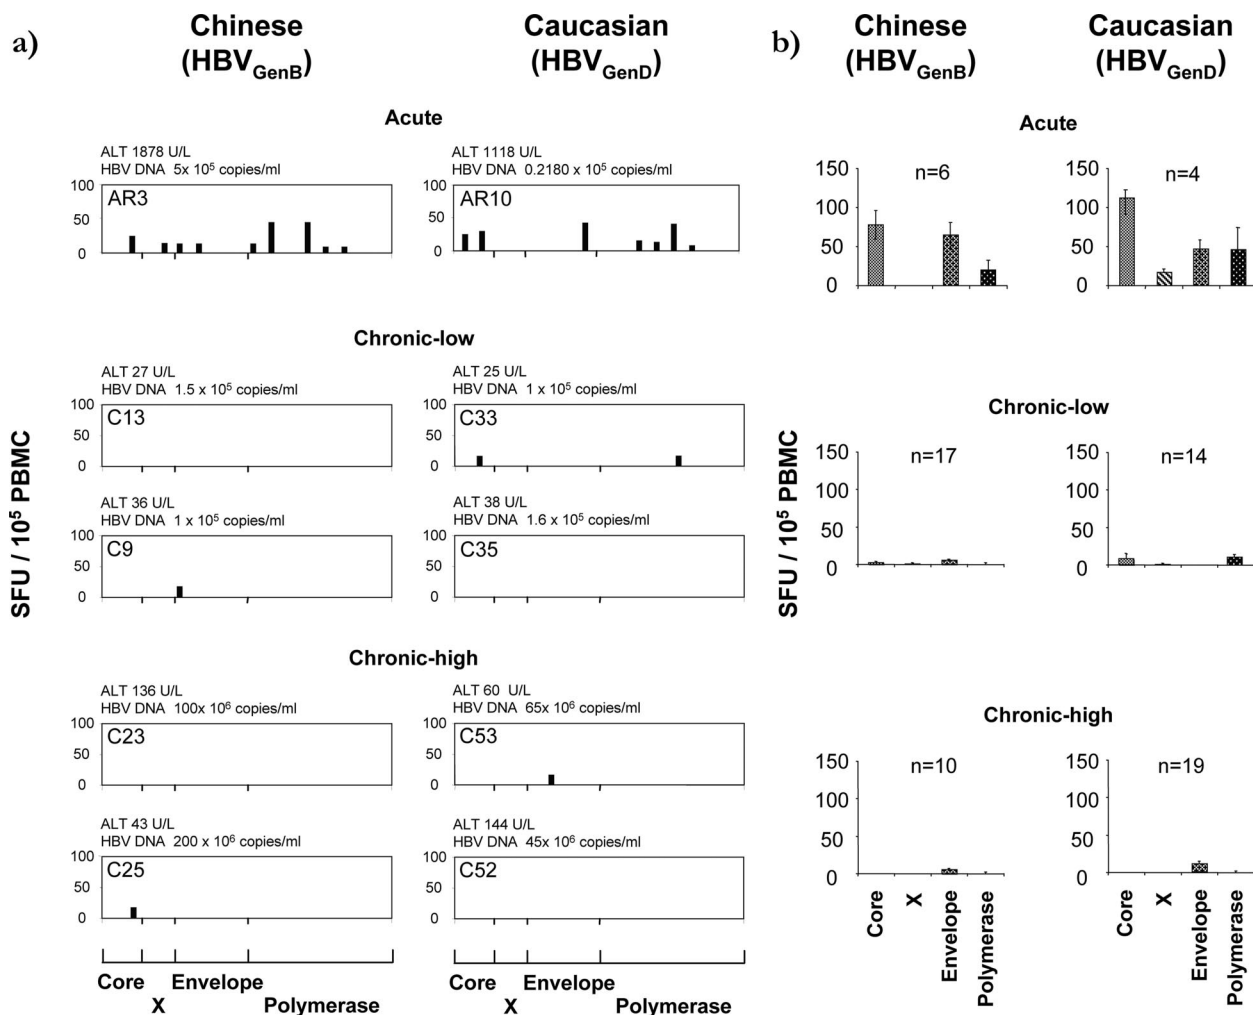 a)
Chinese
(HBVGenB)
Caucasian
(HBVGenD)
Acute
ALT 1878 U/L
HBV DNA 5x 10⁵ copies/ml
100
50
0
AR3
ALT 1118 U/L
HBV DNA 0.2180 x 10⁵ copies/ml
100
50
0
AR10
Chronic-low
ALT 27 U/L
HBV DNA 1.5 x 10⁵ copies/ml
100
50
0
C13
ALT 25 U/L
HBV DNA 1 x 10⁵ copies/ml
100
50
0
C33
ALT 36 U/L
HBV DNA 1 x 10⁵ copies/ml
100
50
0
C9
ALT 38 U/L
HBV DNA 1.6 x 10⁵ copies/ml
100
50
0
C35
SFU / 10⁵ PBMC
Chronic-high
ALT 136 U/L
HBV DNA 100x 10⁶ copies/ml
100
50
0
C23
ALT 60 U/L
HBV DNA 65x 10⁶ copies/ml
100
50
0
C53
ALT 43 U/L
HBV DNA 200 x 10⁶ copies/ml
100
50
0
C25
ALT 144 U/L
HBV DNA 45x 10⁶ copies/ml
100
50
0
C52
Core
X
Envelope
Polymerase
Core
X
Envelope
Polymerase
b)
Chinese
(HBVGenB)
Caucasian
(HBVGenD)
Acute
150
100
50
0
n=6
150
100
50
0
n=4
Chronic-low
150
100
50
0
n=17
150
100
50
0
n=14
SFU / 10⁵ PBMC
Chronic-high
150
100
50
0
n=10
150
100
50
0
n=19
Core
X
Envelope
Polymerase
Core
X
Envelope
Polymerase